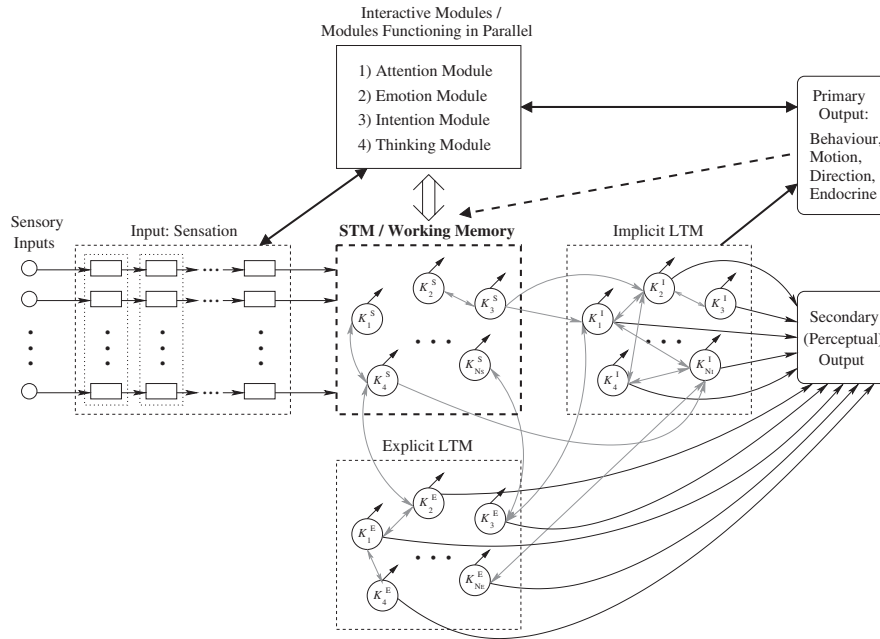 Interactive Modules /
Modules Functioning in Parallel
1) Attention Module
2) Emotion Module
3) Intention Module
4) Thinking Module
Primary
Output:
Behaviour,
Motion,
Direction,
Endocrine
Sensory
Inputs
Input: Sensation
STM / Working Memory
Implicit LTM
K₁ˢ
K₂ˢ
K₃ˢ
K₄ˢ
K_Nsˢ
K₁ᴵ
K₂ᴵ
K₃ᴵ
K₄ᴵ
K_NIᴵ
Secondary
(Perceptual)
Output
Explicit LTM
K₁ᴱ
K₂ᴱ
K₃ᴱ
K₄ᴱ
K_NEᴱ